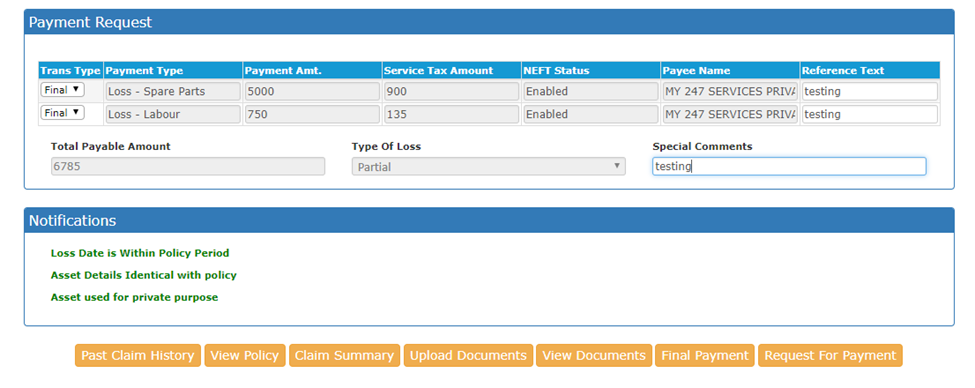 Payment Request
Trans Type Payment Type Payment Amt. Service Tax Amount NEFT Status Payee Name Reference Text
Final Loss - Spare Parts 5000 900 Enabled MY 247 SERVICES testing
Final Loss - Labour 750 135 Enabled MY 247 SERVICES testing
Total Payable Amount Type Of Loss Special Comments
6785 Partial testing
Notifications
Loss Date is Within Policy Period
Asset Details Identical with policy
Asset used for private purpose
Past Claim History View Policy Claim Summary Upload Documents View Documents Final Payment Request For Payment